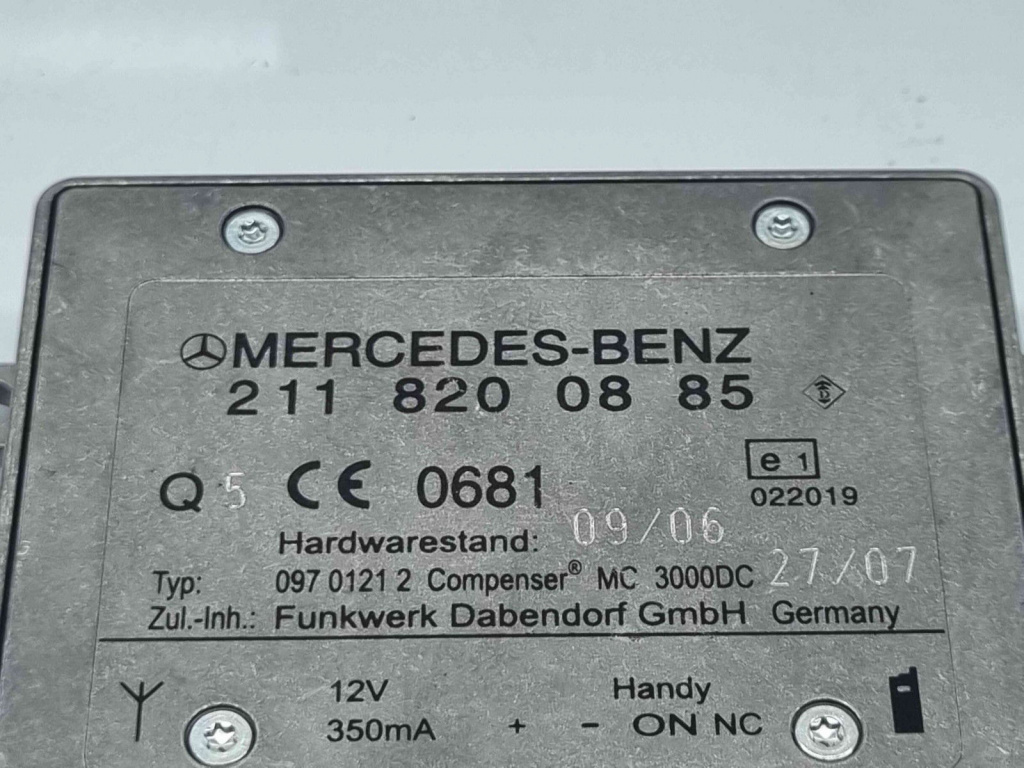 MERCEDES-BENZ
211 820 08 85
e 1
Q 5 CE 0681
022019
Hardwarestand: 09/06
Typ: 097 0121 2 Compenser® MC 3000DC 27/07
Zul.-Inh.: Funkwerk Dabendorf GmbH Germany
12V Handy
350mA + - ON NC